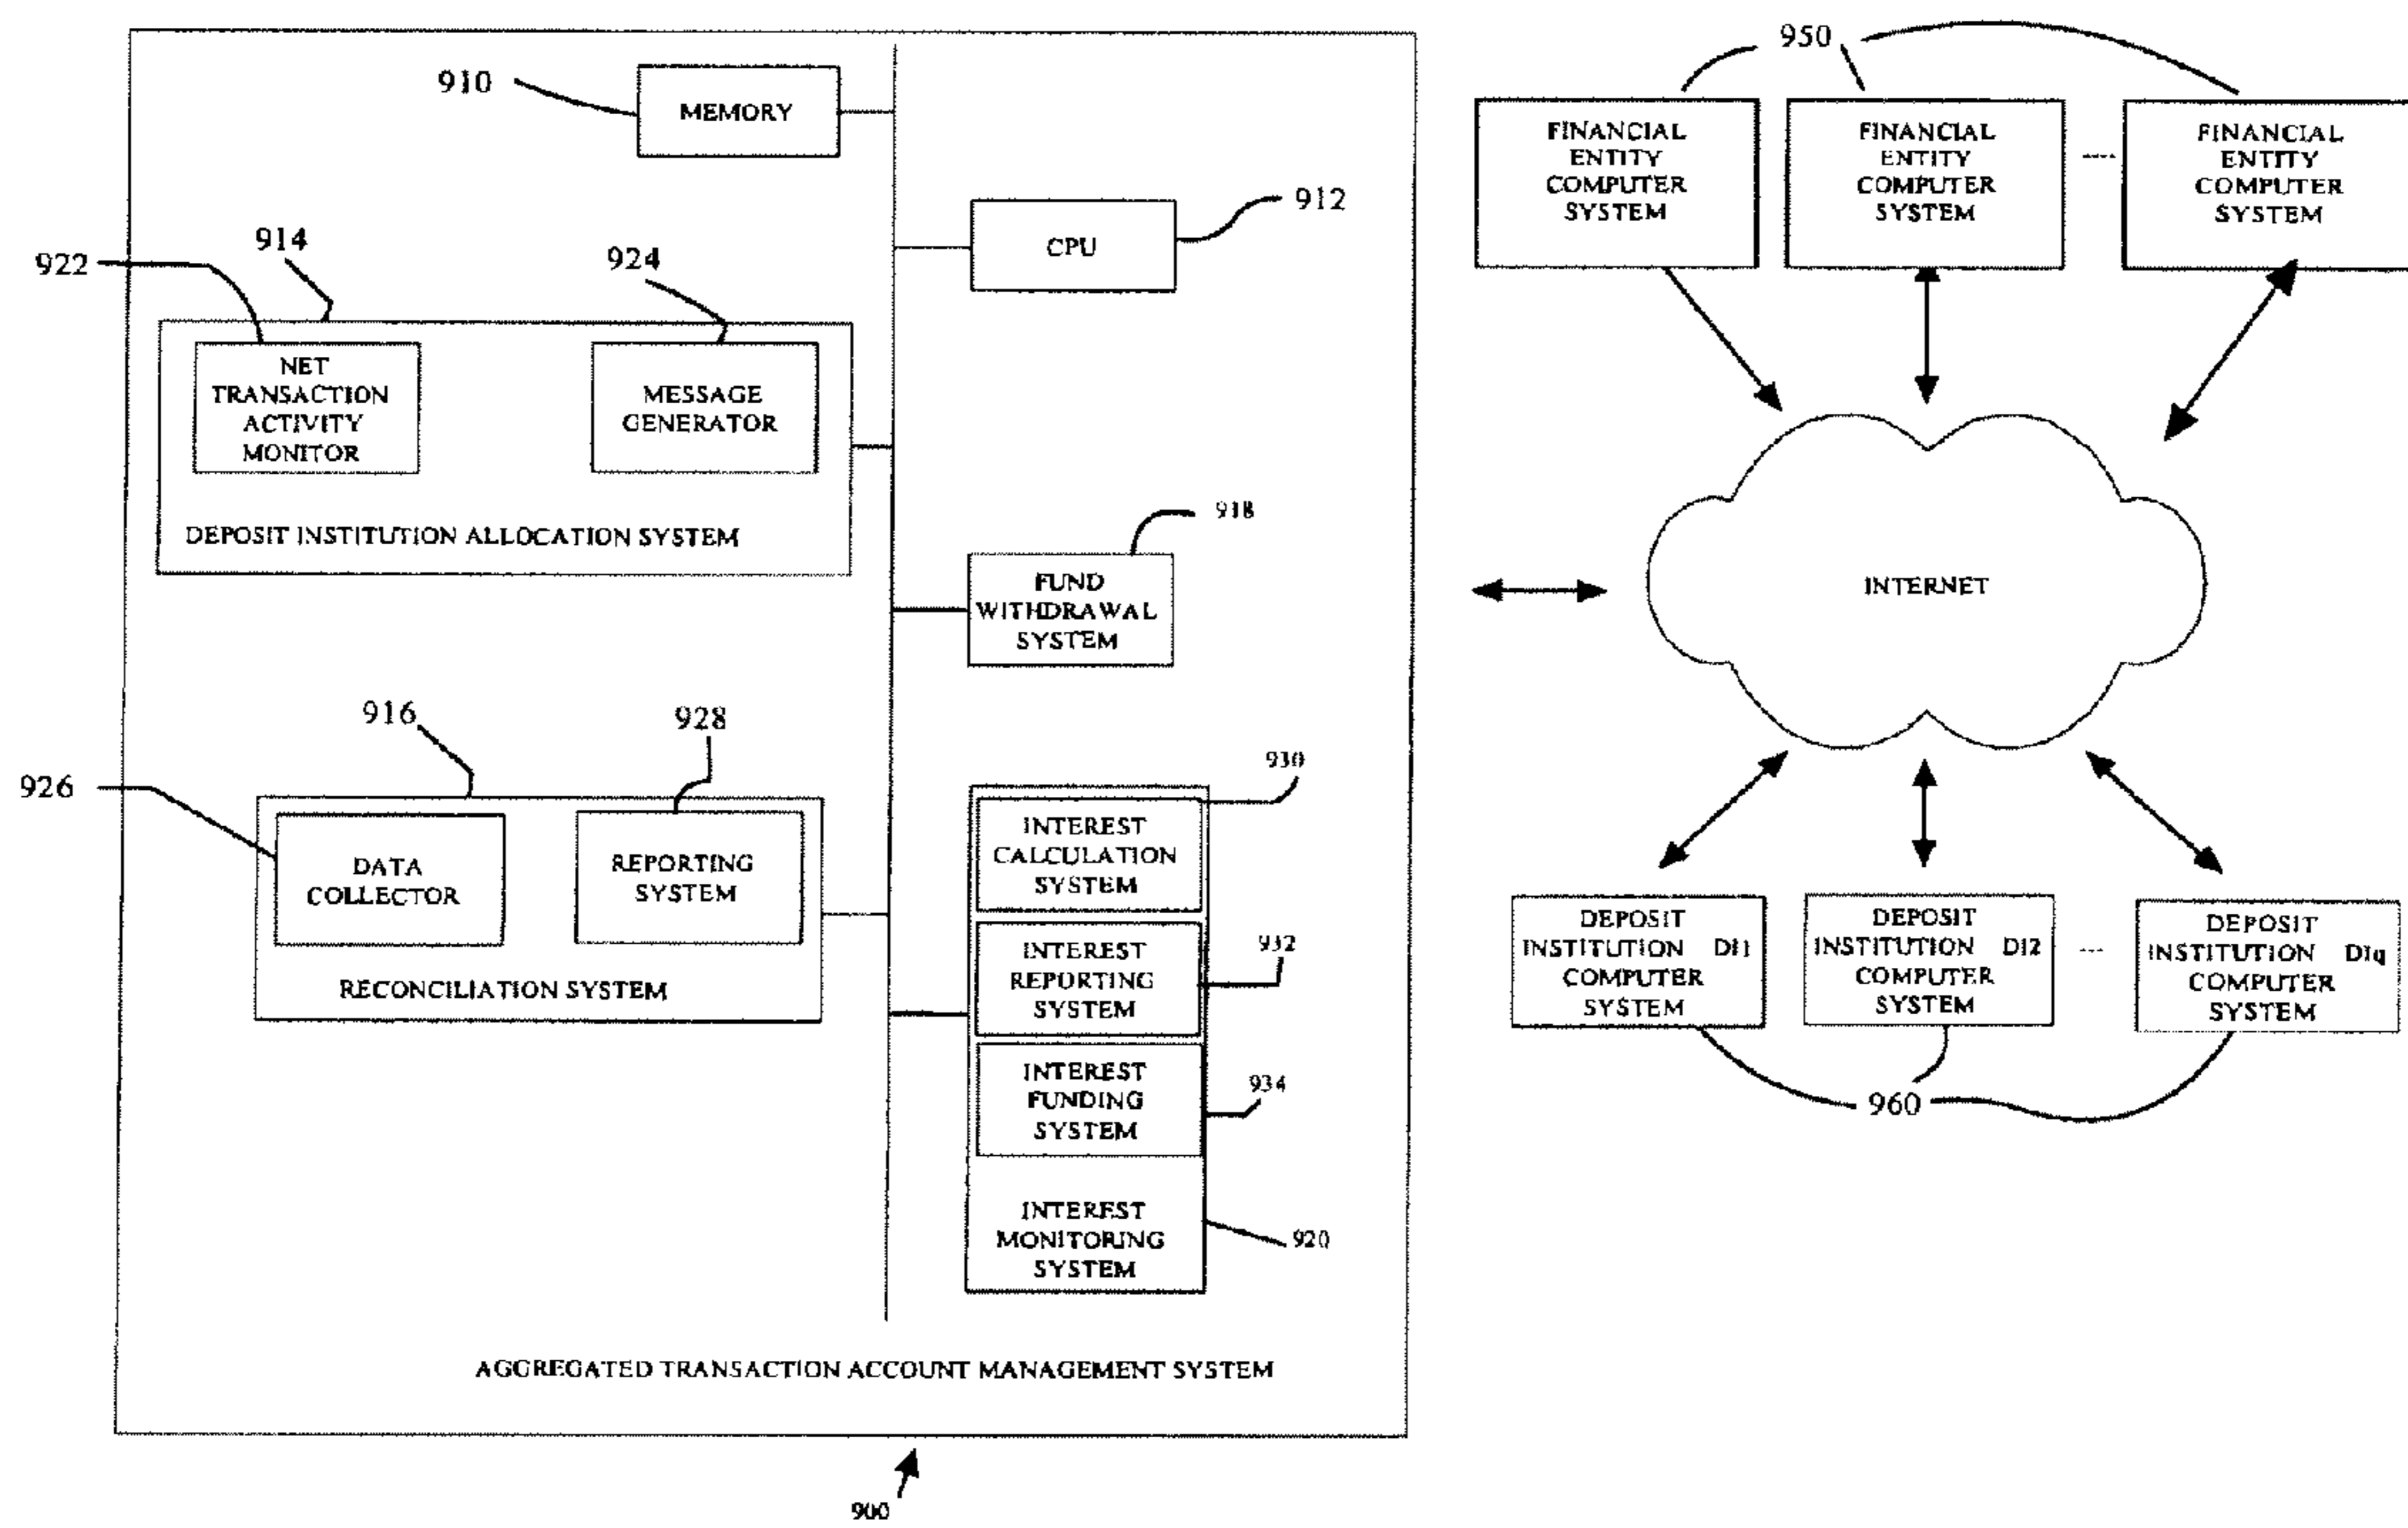 910
MEMORY
912
CPU
922
914
924
NET
TRANSACTION
ACTIVITY
MONITOR
MESSAGE
GENERATOR
DEPOSIT INSTITUTION ALLOCATION SYSTEM
918
FUND
WITHDRAWAL
SYSTEM
916
928
926
DATA
COLLECTOR
REPORTING
SYSTEM
RECONCILIATION SYSTEM
930
INTEREST
CALCULATION
SYSTEM
932
INTEREST
REPORTING
SYSTEM
934
INTEREST
FUNDING
SYSTEM
INTEREST
MONITORING
SYSTEM
920
AGGREGATED TRANSACTION ACCOUNT MANAGEMENT SYSTEM
900
950
FINANCIAL
ENTITY
COMPUTER
SYSTEM
FINANCIAL
ENTITY
COMPUTER
SYSTEM
----
FINANCIAL
ENTITY
COMPUTER
SYSTEM
INTERNET
DEPOSIT
INSTITUTION DI1
COMPUTER
SYSTEM
DEPOSIT
INSTITUTION DI2
COMPUTER
SYSTEM
---
DEPOSIT
INSTITUTION DIq
COMPUTER
SYSTEM
960